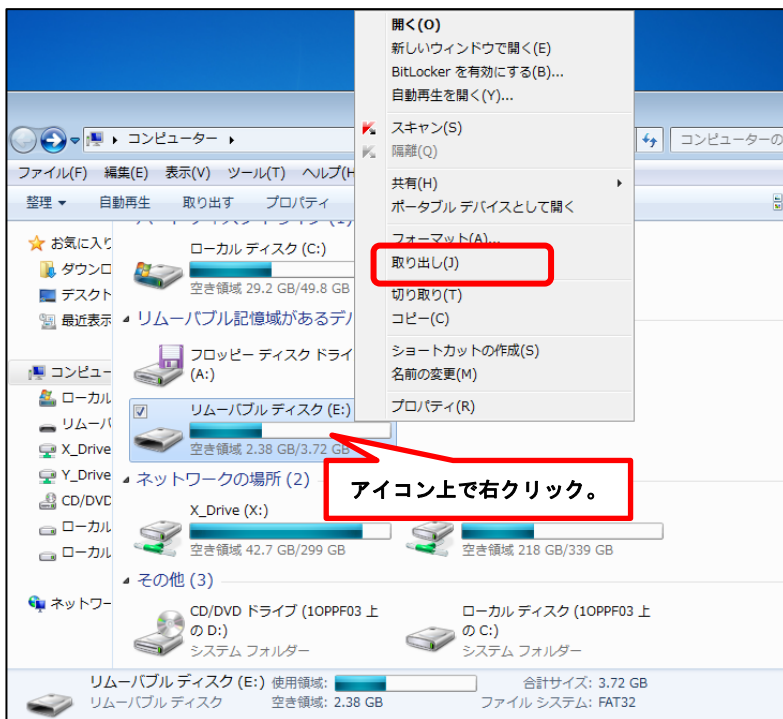 開く(O)
新しいウィンドウで開く(E)
BitLocker を有効にする(B)...
自動再生を開く(Y)...
スキャン(S)
隔離(Q)
共有(H)
ポータブル デバイスとして開く
フォーマット(A)...
取り出し(J)
切り取り(T)
コピー(C)
ショートカットの作成(S)
名前の変更(M)
プロパティ(R)
コンピューター
コンピューターの
ファイル(F) 編集(E) 表示(V) ツール(T) ヘルプ(H
整理 自動再生 取り出す プロパティ
お気に入り
ダウンロ
デスクト
最近表示
コンピュー
ローカル
リムーバ
X_Drive
Y_Drive
CD/DVD
ローカル
ローカル
ネットワー
ハードディスク ドライブ (1)
ローカル ディスク (C:)
空き領域 29.2 GB/49.8 GB
リムーバブル記憶域があるデバ
フロッピー ディスク ドライ
(A:)
リムーバブル ディスク (E:)
空き領域 2.38 GB/3.72 GB
アイコン上で右クリック。
ネットワークの場所 (2)
X_Drive (X:)
空き領域 42.7 GB/299 GB
空き領域 218 GB/339 GB
その他 (3)
CD/DVD ドライブ (1OPPF03 上
の D:)
システム フォルダー
ローカル ディスク (1OPPF03 上
の C:)
システム フォルダー
リムーバブル ディスク (E:) 使用領域: 合計サイズ: 3.72 GB
リムーバブル ディスク 空き領域: 2.38 GB ファイル システム: FAT32